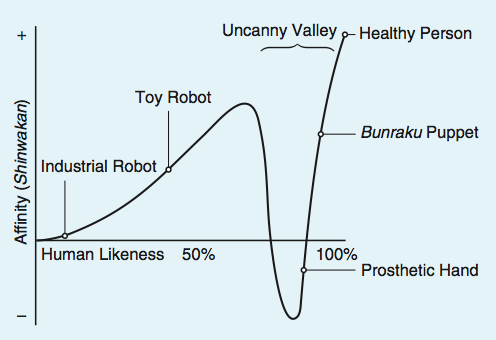 Uncanny Valley
Healthy Person
+
Toy Robot
Bunraku Puppet
Industrial Robot
Affinity (Shinwakan)
Human Likeness 50% 100%
Prosthetic Hand
–